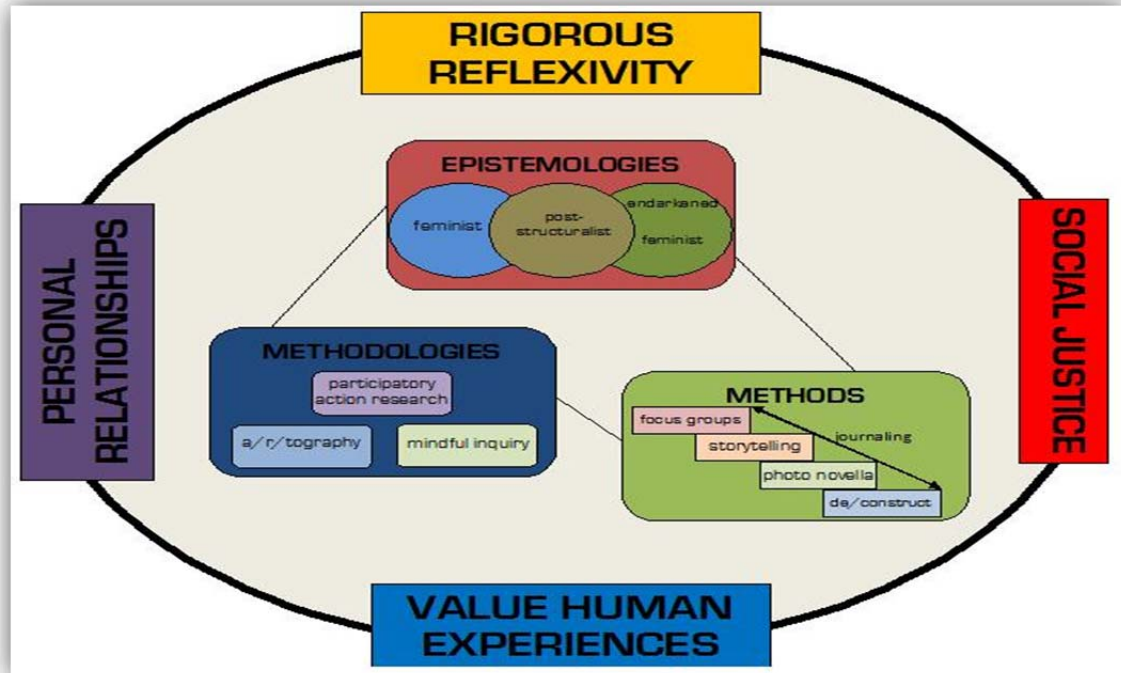 RIGOROUS
REFLEXIVITY
EPISTEMOLOGIES
feminist
post-
structuralist
endarkened
feminist
PERSONAL
RELATIONSHIPS
SOCIAL JUSTICE
METHODOLOGIES
participatory
action research
a/r/tography
mindful inquiry
METHODS
focus groups
journaling
storytelling
photo novella
de/construct
VALUE HUMAN
EXPERIENCES